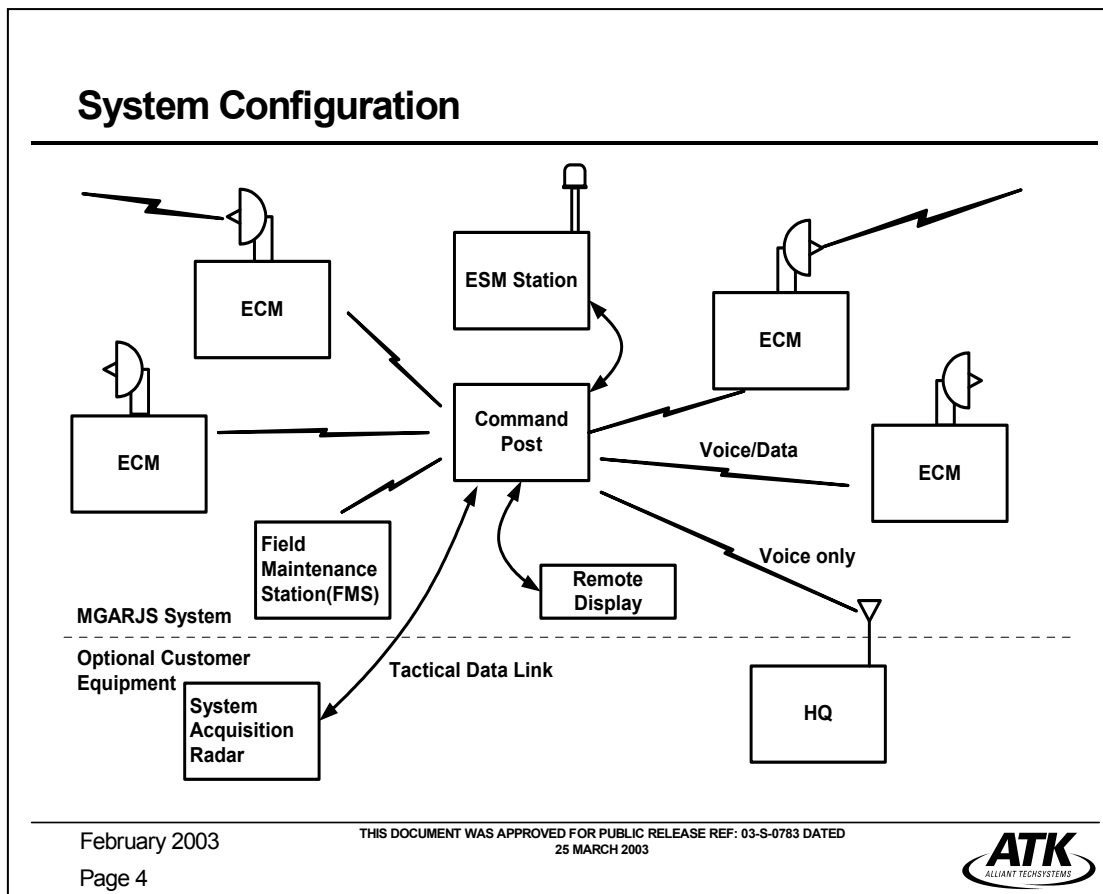 System Configuration
ECM
ESM Station
ECM
ECM
Command
Post
Voice/Data
ECM
Field
Maintenance
Station(FMS)
Remote
Display
Voice only
MGARJS System
Optional Customer
Equipment
Tactical Data Link
System
Acquisition
Radar
HQ
February 2003
THIS DOCUMENT WAS APPROVED FOR PUBLIC RELEASE REF: 03-S-0783 DATED
25 MARCH 2003
Page 4
ATK
ALLIANT TECHSYSTEMS